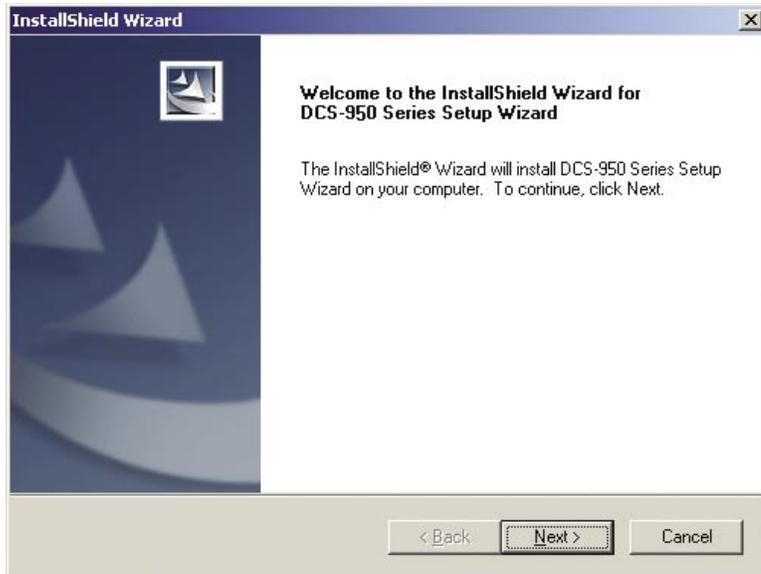 InstallShield Wizard
Welcome to the InstallShield Wizard for
DCS-950 Series Setup Wizard
The InstallShield® Wizard will install DCS-950 Series Setup
Wizard on your computer. To continue, click Next.
< Back
Next >
Cancel